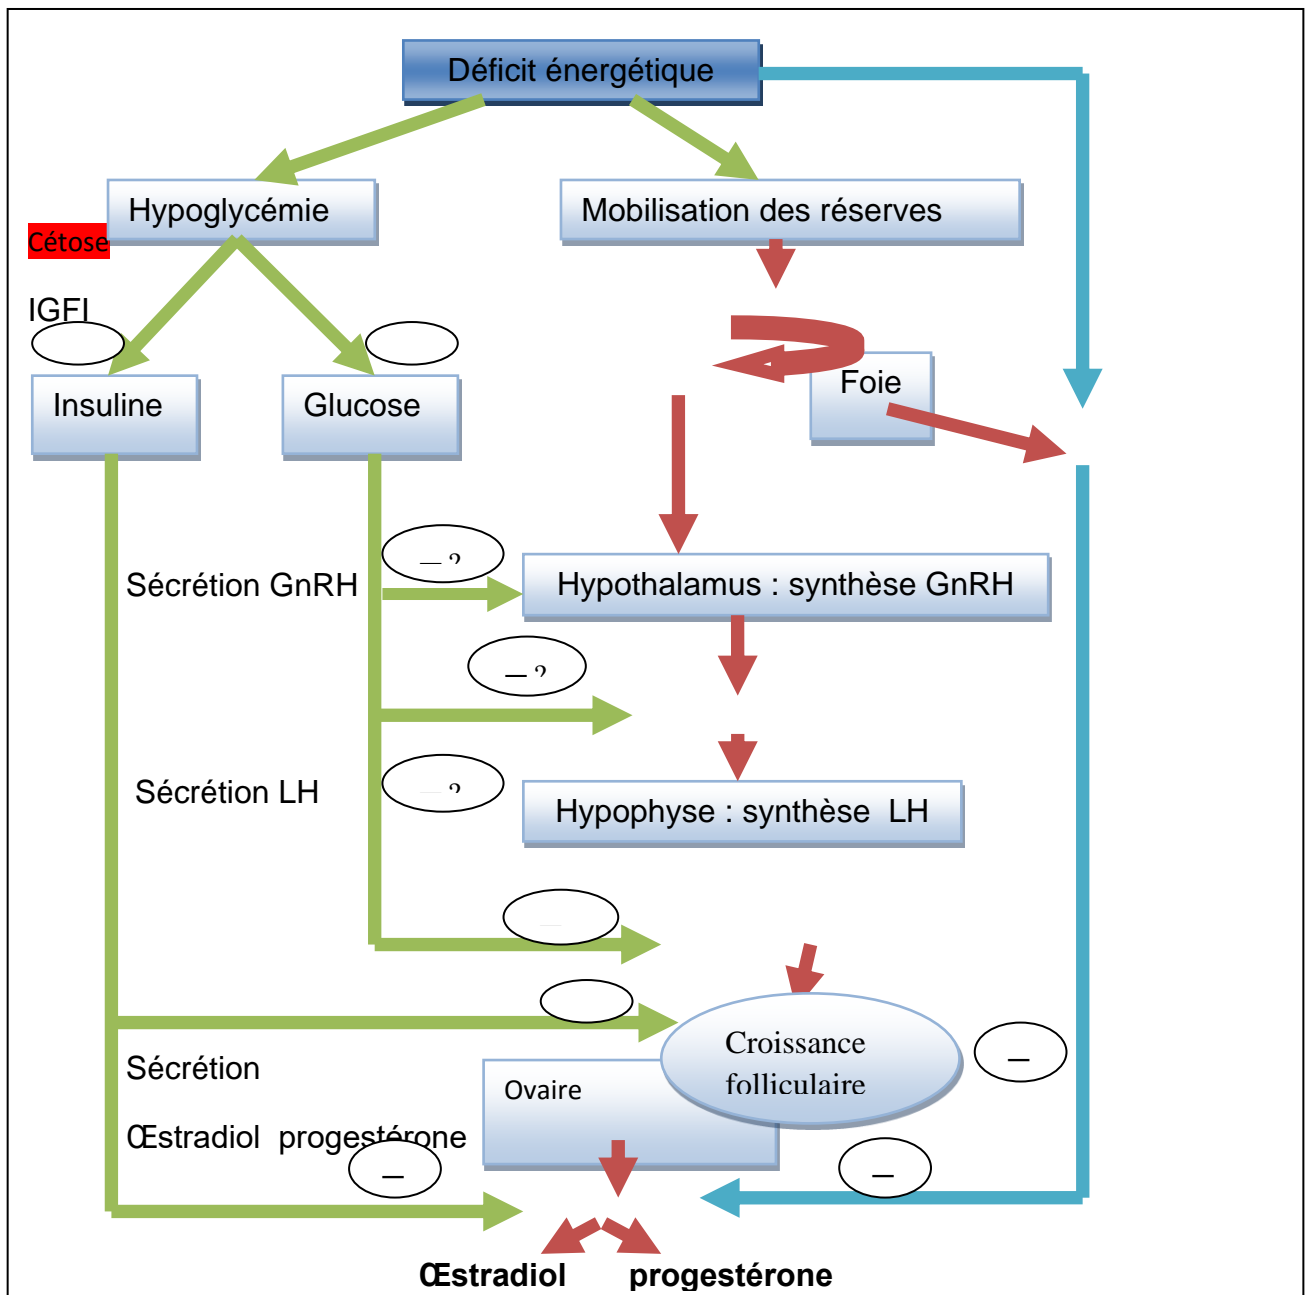 Déficit énergétique
Hypoglycémie
Mobilisation des réserves
Cétose
IGFI
Foie
Insuline
Glucose
– ?
Sécrétion GnRH
Hypothalamus : synthèse GnRH
– ?
– ?
Sécrétion LH
Hypophyse : synthèse LH
Croissance
folliculaire
–
Sécrétion
Ovaire
Œstradiol progestérone
–
–
Œstradiol progestérone